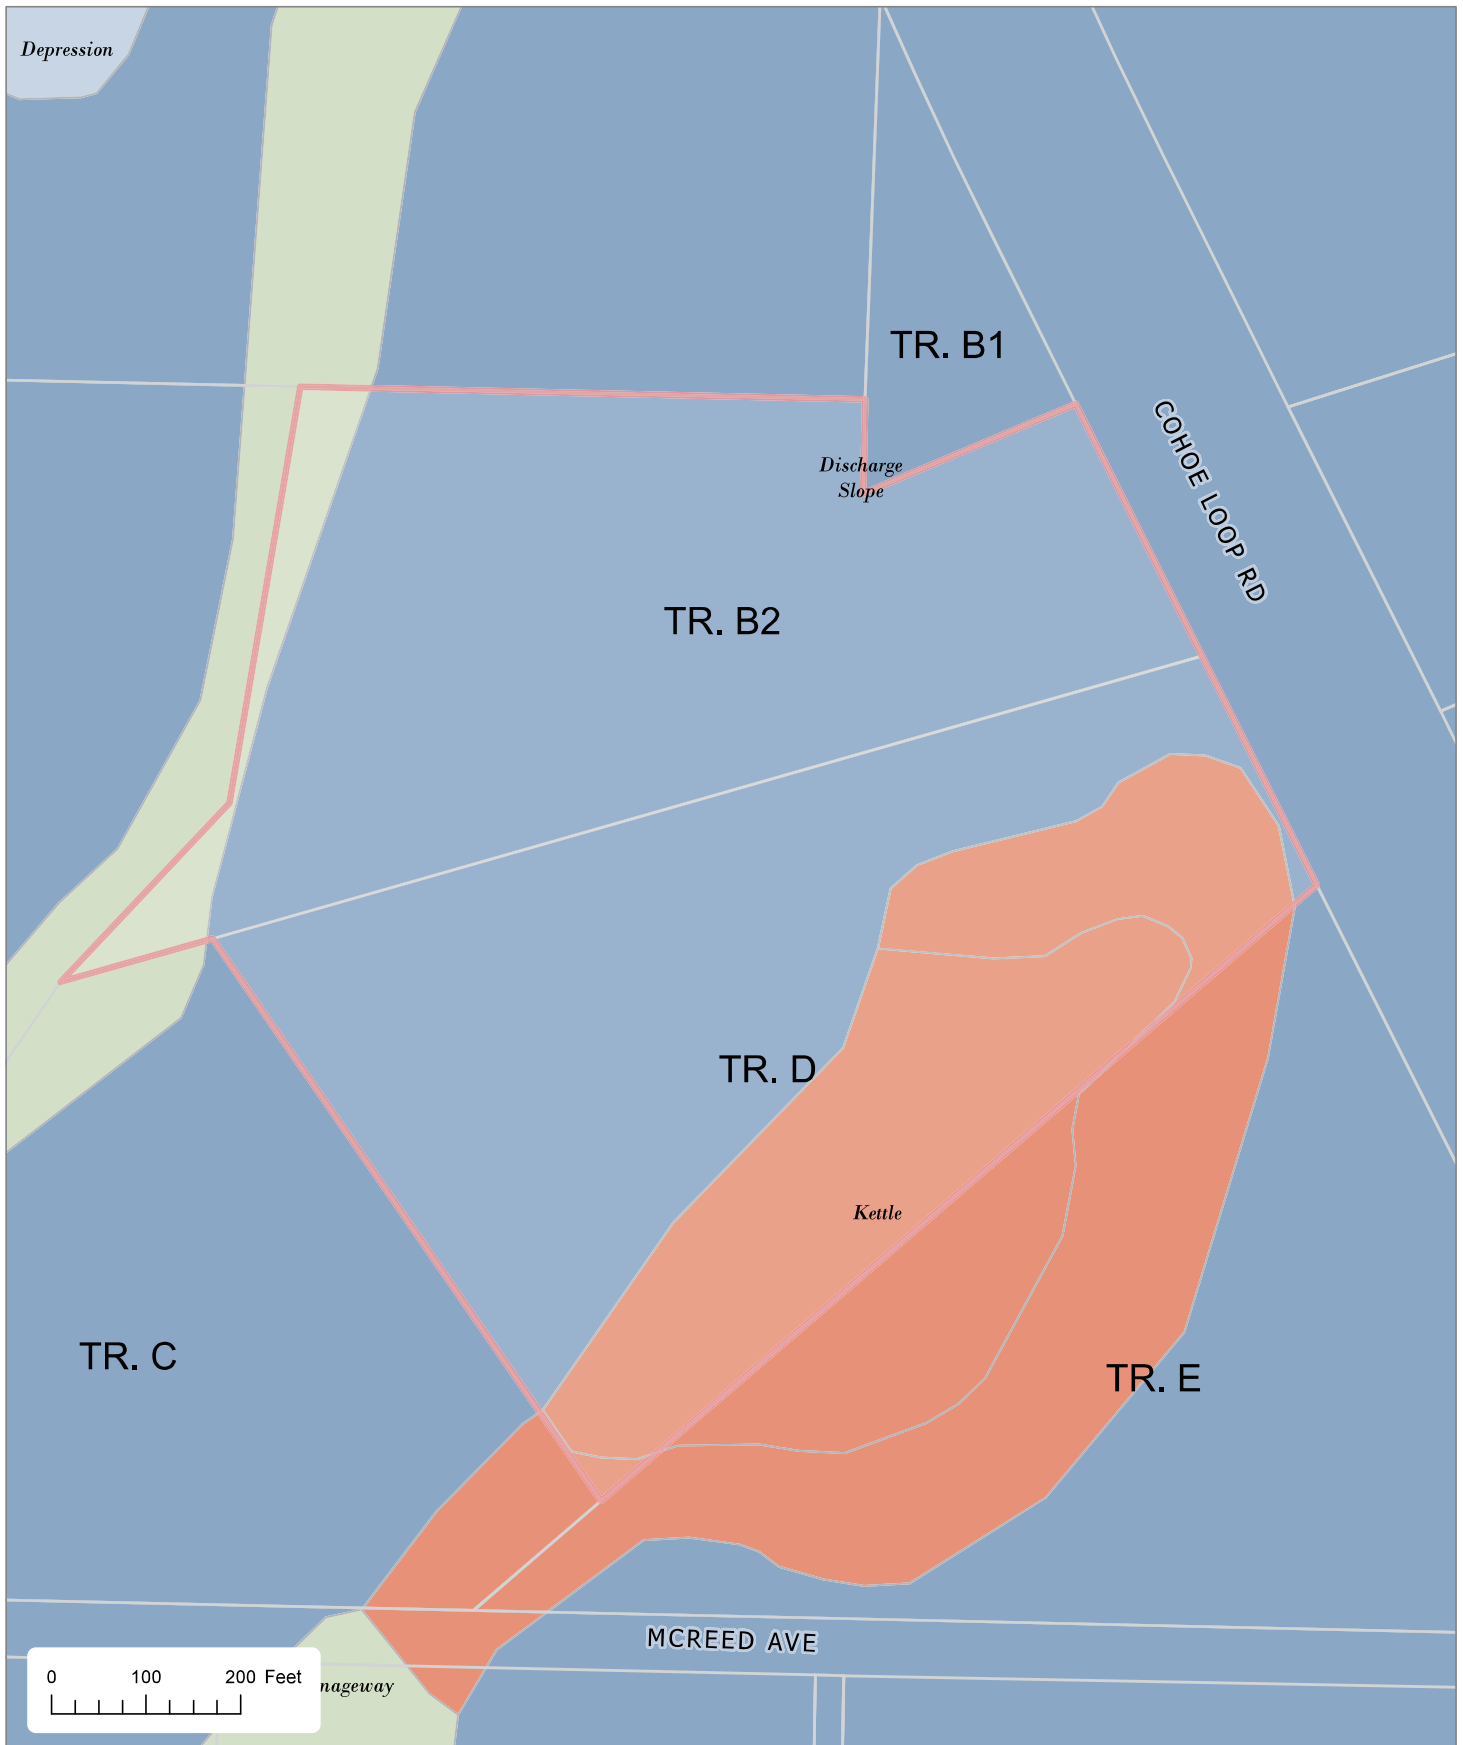 Depression
TR. B1
COHOE LOOP RD
Discharge
Slope
TR. B2
TR. D
Kettle
TR. C
TR. E
MCREED AVE
0 100 200 Feet
nageway